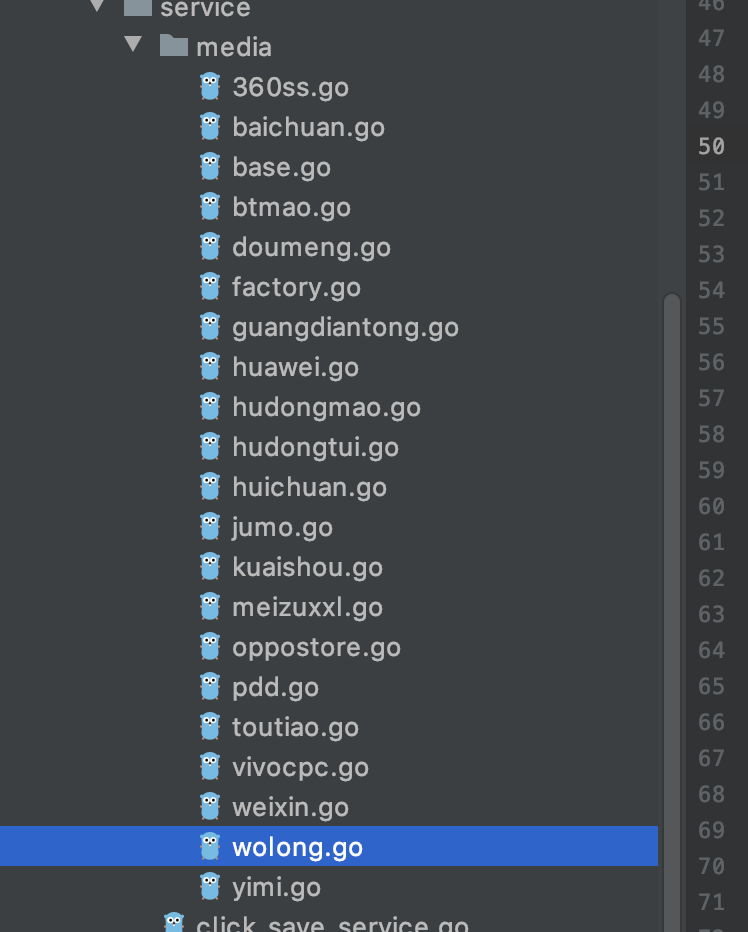 service
media
360ss.go
baichuan.go
base.go
btmao.go
doumeng.go
factory.go
guangdiantong.go
huawei.go
hudongmao.go
hudongtui.go
huichuan.go
jumo.go
kuaishou.go
meizuxxl.go
oppostore.go
pdd.go
toutiao.go
vivocpc.go
weixin.go
wolong.go
yimi.go
click_save_service.go
46
47
48
49
50
51
52
53
54
55
56
57
58
59
60
61
62
63
64
65
66
67
68
69
70
71